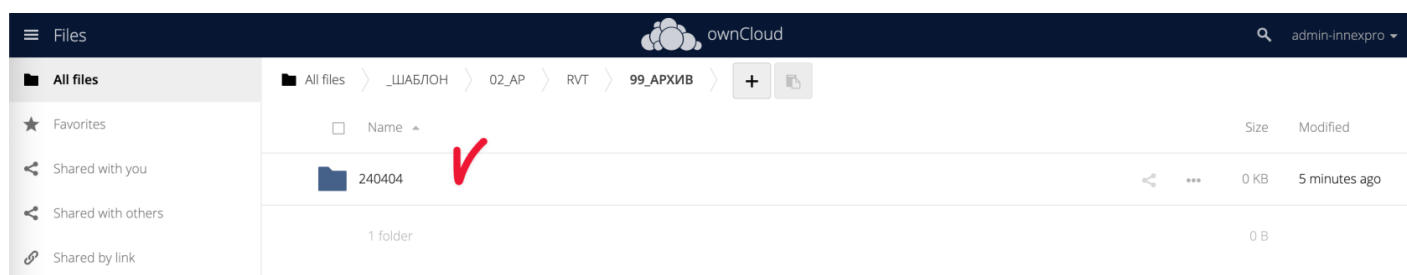 Files ownCloud admin-innexpro
All files All files _ШАБЛОН 02_АР RVT 99_АРХИВ +
Favorites Name Size Modified
Shared with you 240404 ... 0 KB 5 minutes ago
Shared with others 1 folder 0 B
Shared by link